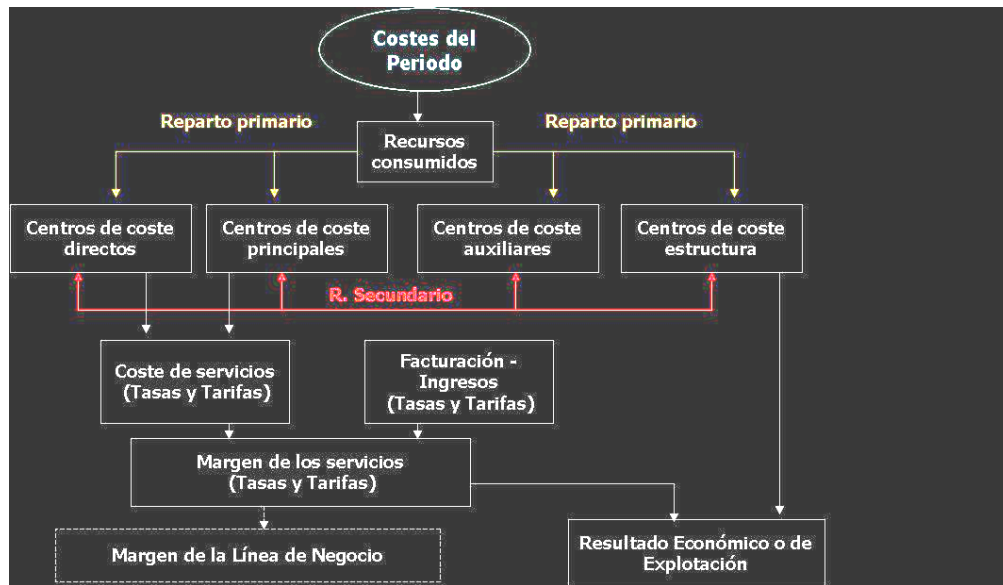 Costes del
Periodo
Reparto primario
Reparto primario
Recursos
consumidos
Centros de coste
directos
Centros de coste
principales
Centros de coste
auxiliares
Centros de coste
estructura
R. Secundario
Coste de servicios
(Tasas y Tarifas)
Facturación -
Ingresos
(Tasas y Tarifas)
Margen de los servicios
(Tasas y Tarifas)
Margen de la Línea de Negocio
Resultado Económico o de
Explotación